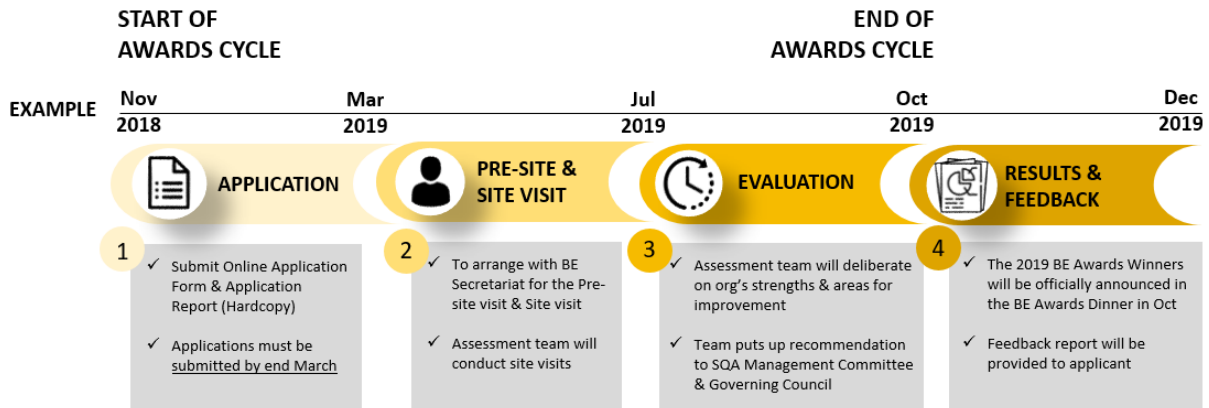 START OF
AWARDS CYCLE
END OF
AWARDS CYCLE
EXAMPLE
Nov
2018
Mar
2019
Jul
2019
Oct
2019
Dec
2019
APPLICATION
PRE-SITE &
SITE VISIT
EVALUATION
RESULTS &
FEEDBACK
1
✓ Submit Online Application
Form & Application
Report (Hardcopy)
✓ Applications must be
submitted by end March
2
✓ To arrange with BE
Secretariat for the Pre-
site visit & Site visit
✓ Assessment team will
conduct site visits
3
✓ Assessment team will deliberate
on org's strengths & areas for
improvement
✓ Team puts up recommendation
to SQA Management Committee
& Governing Council
4
✓ The 2019 BE Awards Winners
will be officially announced in
the BE Awards Dinner in Oct
✓ Feedback report will be
provided to applicant